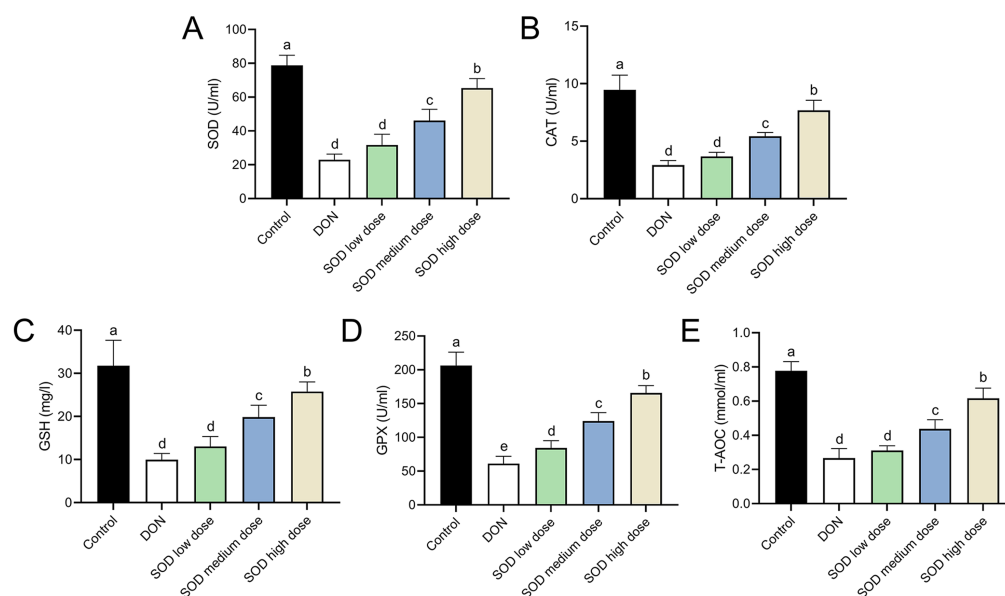 A
SOD (U/ml)
100
80
60
40
20
0
a
d
d
c
b
Control
DON
SOD low dose
SOD medium dose
SOD high dose
B
CAT (U/ml)
15
10
5
0
a
d
d
c
b
Control
DON
SOD low dose
SOD medium dose
SOD high dose
C
GSH (mg/l)
40
30
20
10
0
a
d
d
c
b
Control
DON
SOD low dose
SOD medium dose
SOD high dose
D
GPX (U/ml)
250
200
150
100
50
0
a
e
d
c
b
Control
DON
SOD low dose
SOD medium dose
SOD high dose
E
T-AOC (mmol/ml)
1.0
0.8
0.6
0.4
0.2
0.0
a
d
d
c
b
Control
DON
SOD low dose
SOD medium dose
SOD high dose